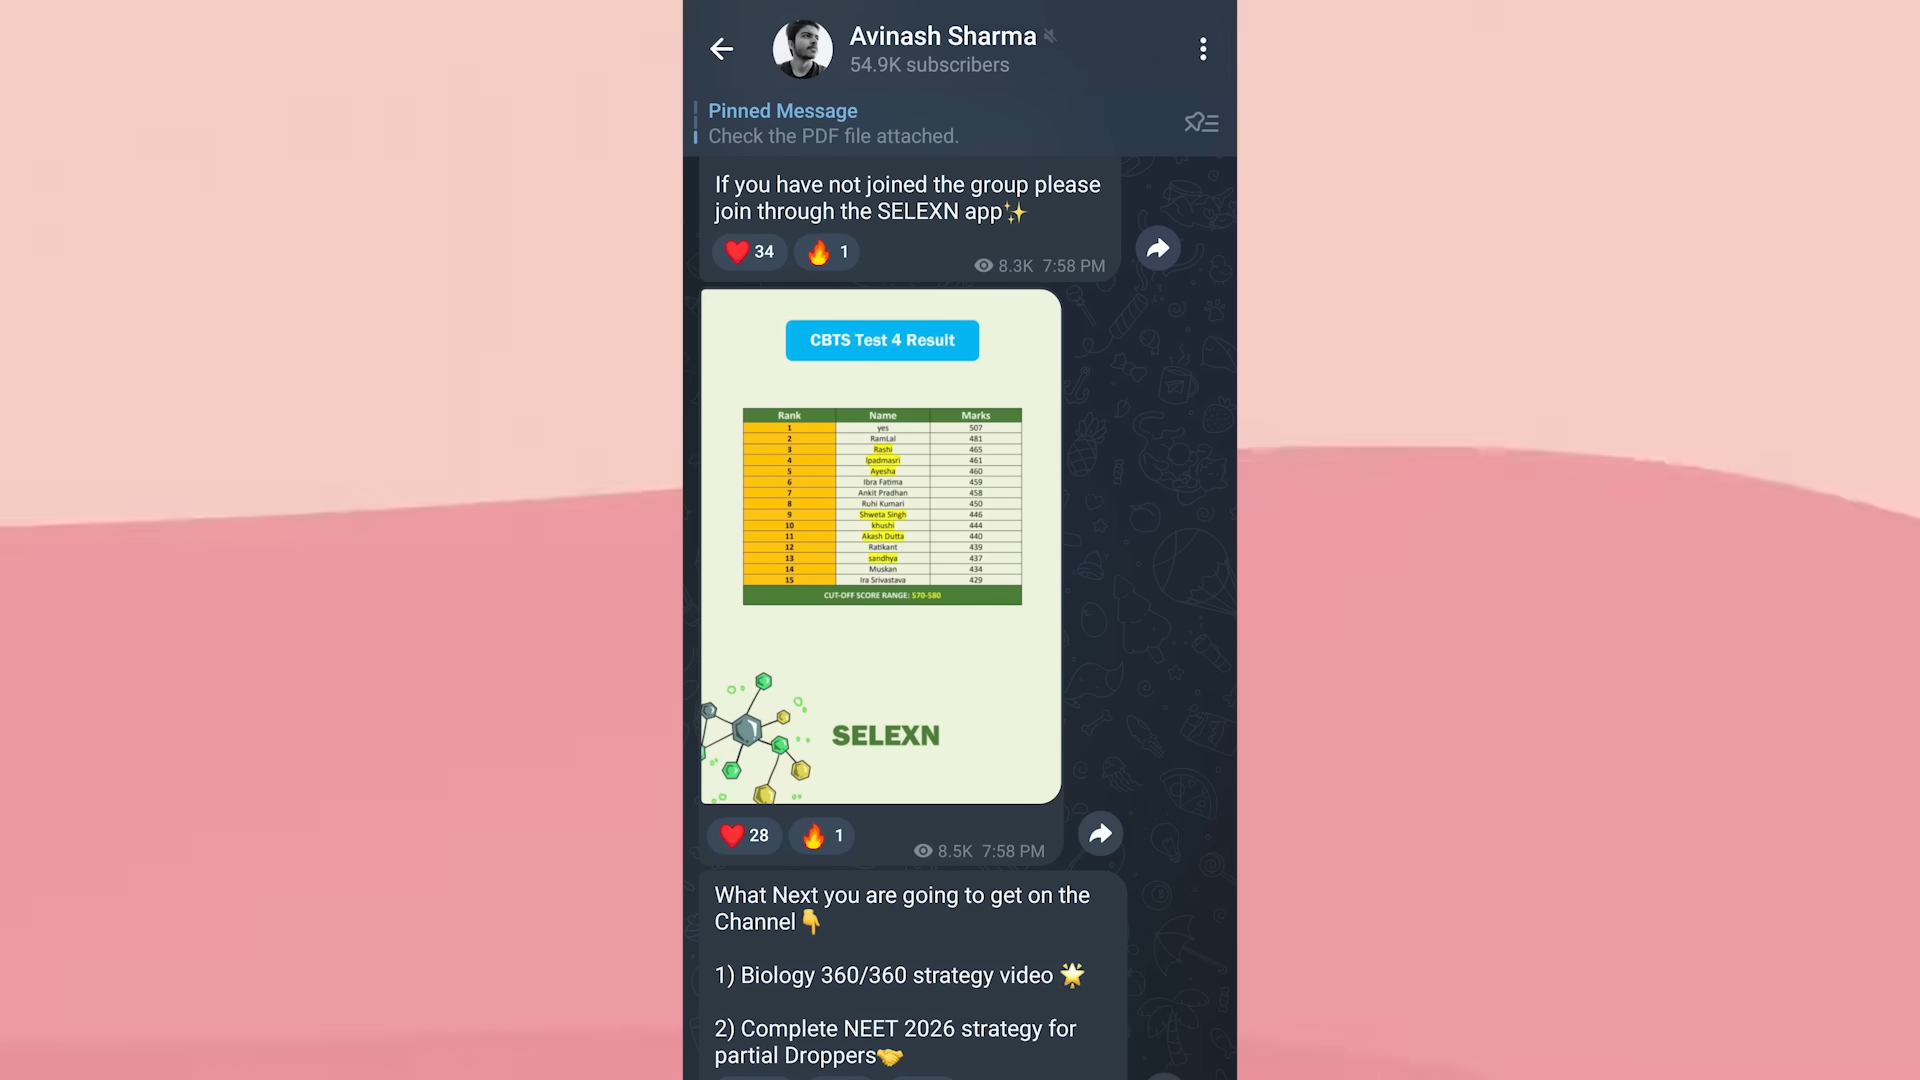 Avinash Sharma
54.9K subscribers
Pinned Message
Check the PDF file attached.
If you have not joined the group please
join through the SELEXN app✨
❤️ 34 🔥 1
8.3K 7:58 PM
CBTS Test 4 Result
Rank Name Marks
1 yes 507
2 RamLal 481
3 Rashi 465
4 lpadmasri 461
5 Ayesha 460
6 Ibra Fatima 459
7 Ankit Pradhan 458
8 Ruhi Kumari 450
9 Shweta Singh 446
10 khushi 444
11 Akash Dutta 440
12 Ratikant 439
13 sandhya 437
14 Muskan 434
15 Ira Srivastava 429
CUT-OFF SCORE RANGE: 570-580
SELEXN
❤️ 28 🔥 1
8.5K 7:58 PM
What Next you are going to get on the
Channel👇
1) Biology 360/360 strategy video 🌟
2) Complete NEET 2026 strategy for
partial Droppers🤝